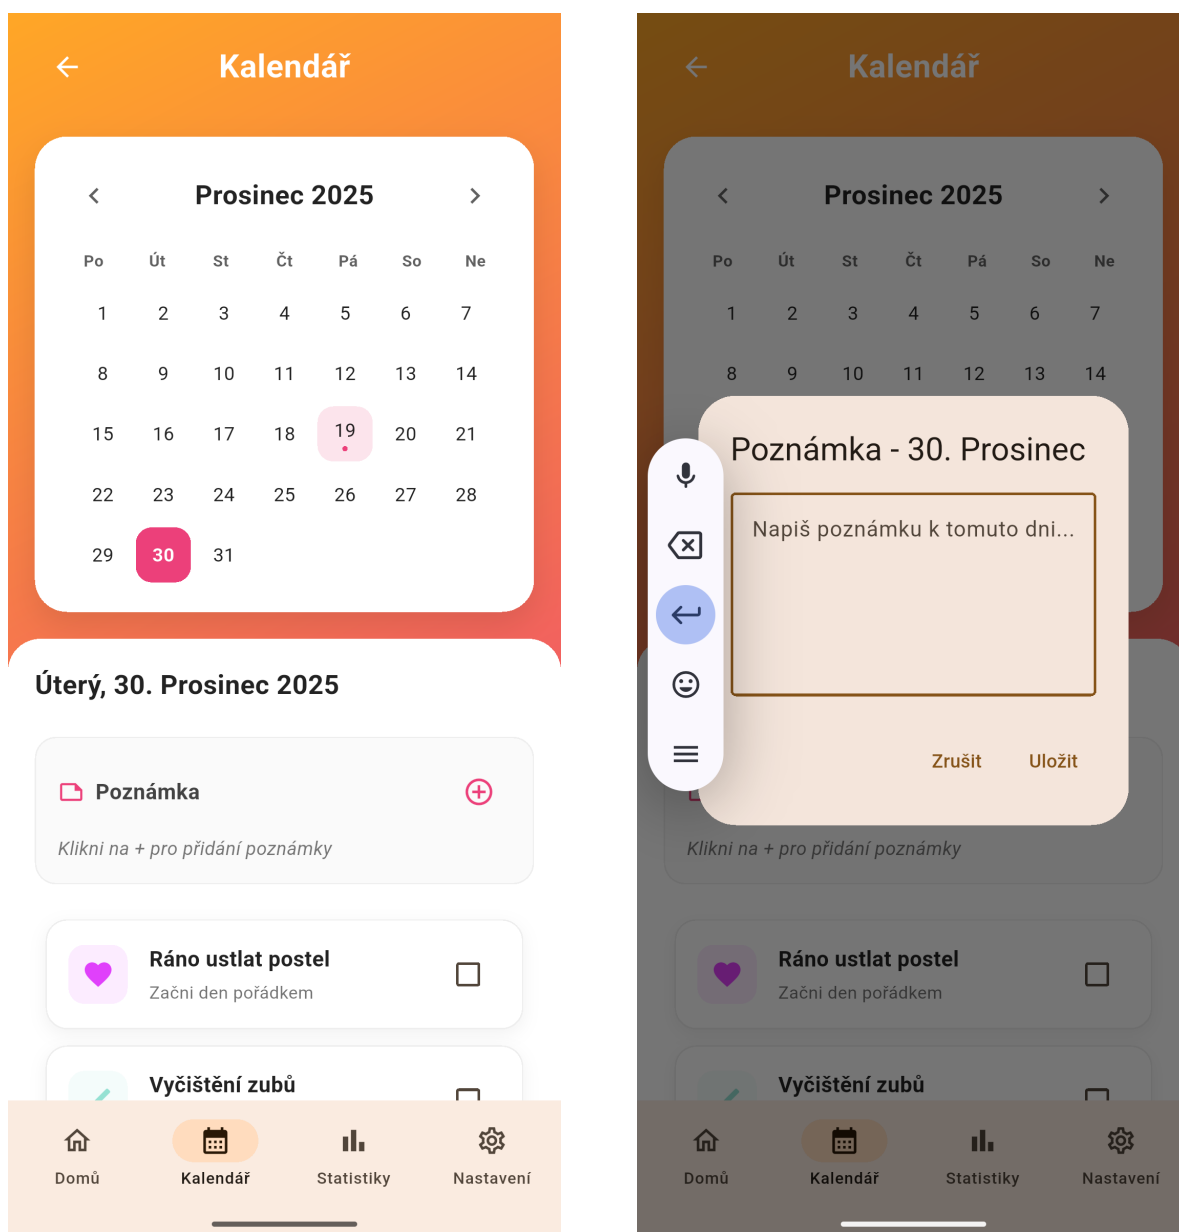 Kalendář
Prosinec 2025
Po Út St Čt Pá So Ne
1 2 3 4 5 6 7
8 9 10 11 12 13 14
15 16 17 18 19 20 21
22 23 24 25 26 27 28
29 30 31
Úterý, 30. Prosinec 2025
Poznámka
Klikni na + pro přidání poznámky
Ráno ustlat postel
Začni den pořádkem
Vyčištění zubů
Domů Kalendář Statistiky Nastavení
Kalendář
Prosinec 2025
Po Út St Čt Pá So Ne
1 2 3 4 5 6 7
8 9 10 11 12 13 14
Poznámka - 30. Prosinec
Napiš poznámku k tomuto dni...
Zrušit Uložit
Klikni na + pro přidání poznámky
Ráno ustlat postel
Začni den pořádkem
Vyčištění zubů
Domů Kalendář Statistiky Nastavení